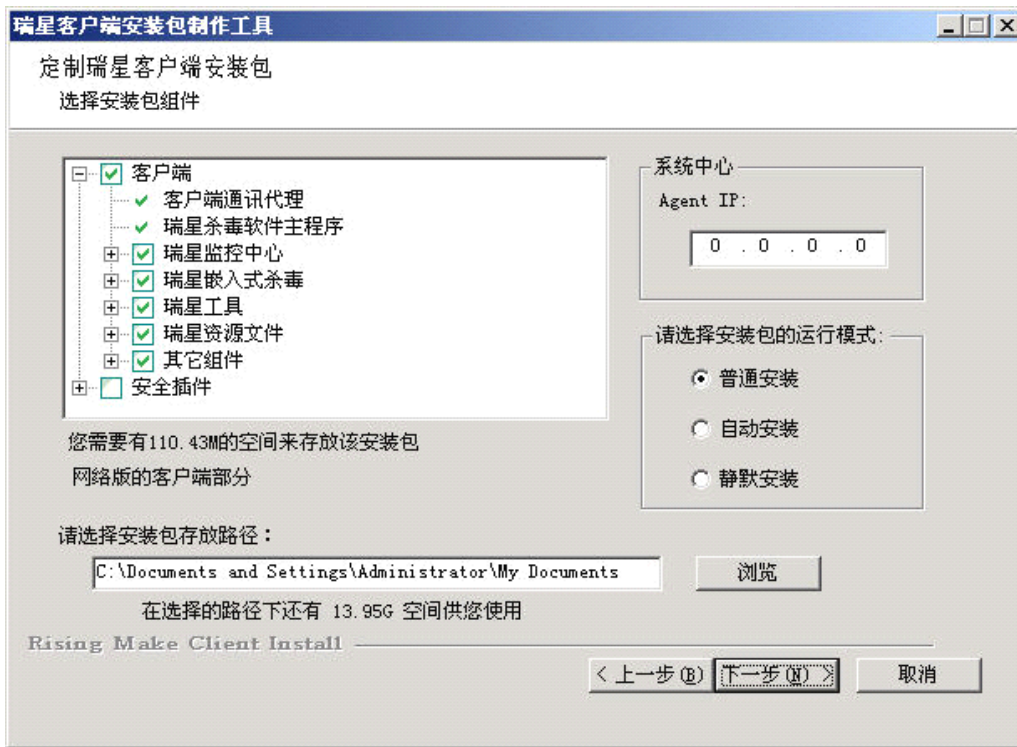 瑞星客户端安装包制作工具
定制瑞星客户端安装包
选择安装包组件
客户端
客户端通讯代理
瑞星杀毒软件主程序
瑞星监控中心
瑞星嵌入式杀毒
瑞星工具
瑞星资源文件
其它组件
安全插件
您需要有110.43M的空间来存放该安装包
网络版的客户端部分
系统中心
Agent IP:
0 . 0 . 0 . 0
请选择安装包的运行模式:
普通安装
自动安装
静默安装
请选择安装包存放路径：
C:\Documents and Settings\Administrator\My Documents
浏览
在选择的路径下还有 13.95G 空间供您使用
Rising Make Client Install
< 上一步(B) 下一步(N) > 取消